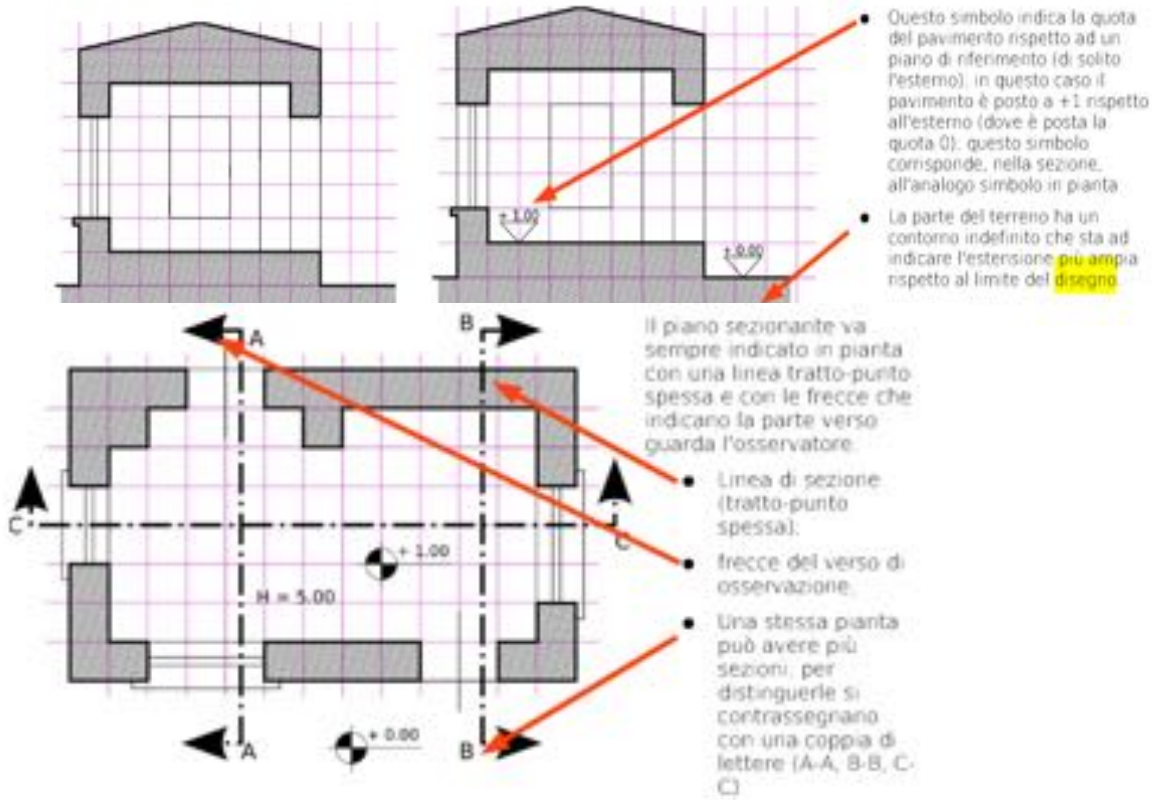 Questo simbolo indica la quota
del pavimento rispetto ad un
piano di riferimento (di solito
l'esterno). in questo caso il
pavimento è posto a +1 rispetto
all'esterno (dove è posta la
quota 0). questo simbolo
corrisponde, nella sezione,
all'analogo simbolo in pianta
La parte del terreno ha un
contorno indefinito che sta ad
indicare l'estensione più ampia
rispetto al limite del disegno
+ 1.00
+ 0.00
Il piano sezionante va
sempre indicato in pianta
con una linea tratto-punto
spessa e con le frecce che
indicano la parte verso
guarda l'osservatore.
Linea di sezione
(tratto-punto
spessa);
frecce del verso di
osservazione;
Una stessa pianta
può avere più
sezioni, per
distinguerle si
contrassegnano
con una coppia di
lettere (A-A, B-B, C-
C)
A
B
C
C
+ 1.00
H = 5.00
A
+ 0.00
B